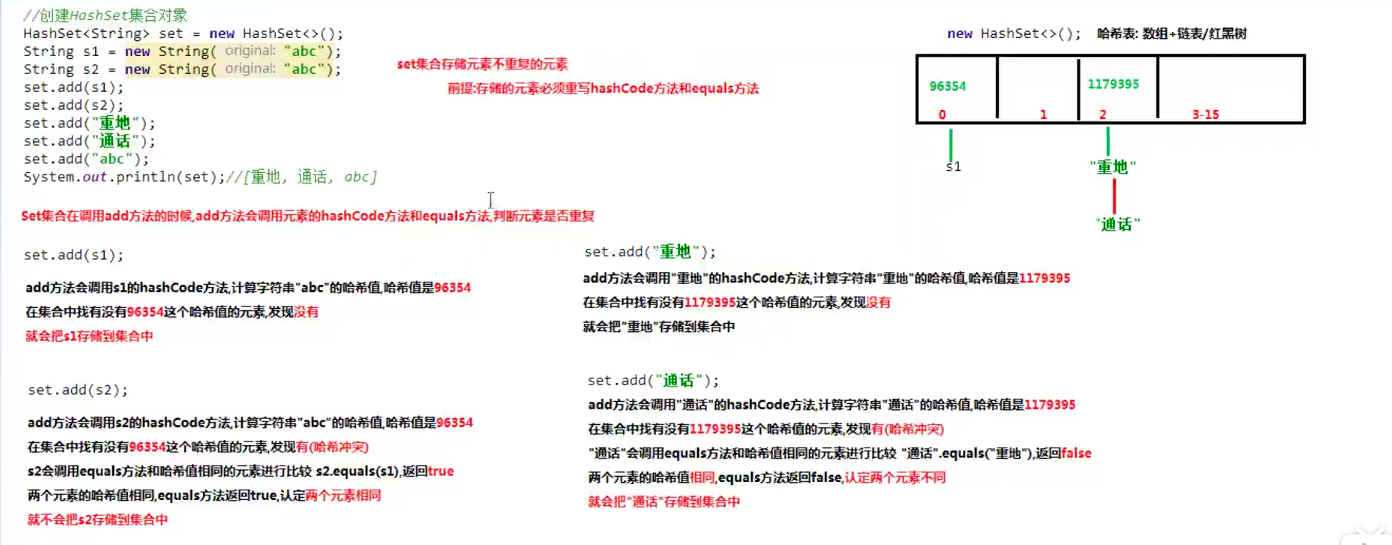 //创建HashSet集合对象
HashSet<String> set = new HashSet<>();
String s1 = new String( original: "abc");
String s2 = new String( original: "abc");
set.add(s1);
set.add(s2);
set.add("重地");
set.add("通话");
set.add("abc");
System.out.println(set);//[重地, 通话, abc]
set集合存储元素不重复的元素
前提:存储的元素必须重写hashCode方法和equals方法
new HashSet<>(); 哈希表: 数组+链表/红黑树
96354
1179395
0
1
2
3-15
s1
"重地"
"通话"
Set集合在调用add方法的时候,add方法会调用元素的hashCode方法和equals方法,判断元素是否重复
set.add(s1);
add方法会调用s1的hashCode方法,计算字符串"abc"的哈希值,哈希值是96354
在集合中找有没有96354这个哈希值的元素,发现没有
就会把s1存储到集合中
set.add(s2);
add方法会调用s2的hashCode方法,计算字符串"abc"的哈希值,哈希值是96354
在集合中找有没有96354这个哈希值的元素,发现有(哈希冲突)
s2会调用equals方法和哈希值相同的元素进行比较 s2.equals(s1),返回true
两个元素的哈希值相同,equals方法返回true,认定两个元素相同
就不会把s2存储到集合中
set.add("重地");
add方法会调用"重地"的hashCode方法,计算字符串"重地"的哈希值,哈希值是1179395
在集合中找有没有1179395这个哈希值的元素,发现没有
就会把"重地"存储到集合中
set.add("通话");
add方法会调用"通话"的hashCode方法,计算字符串"通话"的哈希值,哈希值是1179395
在集合中找有没有1179395这个哈希值的元素,发现有(哈希冲突)
"通话"会调用equals方法和哈希值相同的元素进行比较 "通话".equals("重地"),返回false
两个元素的哈希值相同,equals方法返回false,认定两个元素不同
就会把"通话"存储到集合中